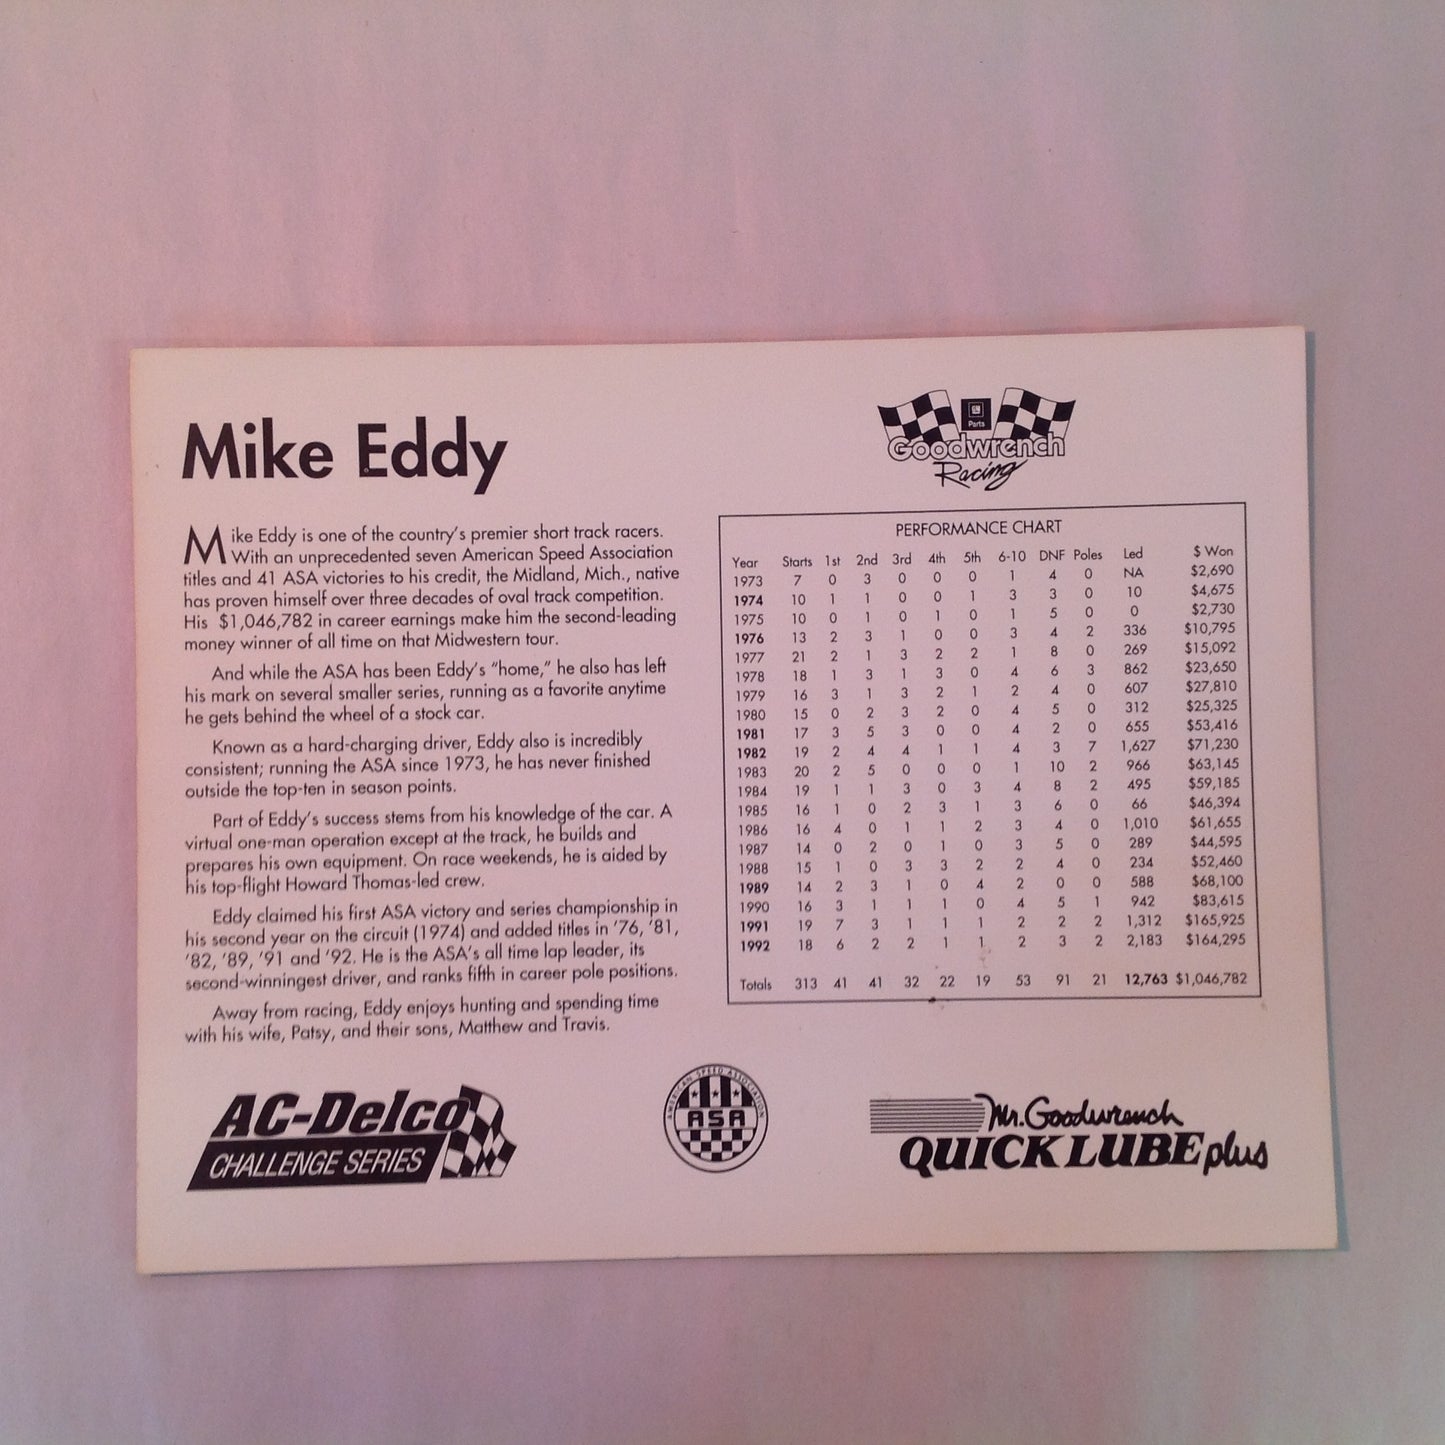 Mike Eddy
Mike Eddy is one of the country's premier short track racers.
With an unprecedented seven American Speed Association
titles and 41 ASA victories to his credit, the Midland, Mich., native
has proven himself over three decades of oval track competition.
His $1,046,782 in career earnings make him the second-leading
money winner of all time on that Midwestern tour.
And while the ASA has been Eddy's "home," he also has left
his mark on several smaller series, running as a favorite anytime
he gets behind the wheel of a stock car.
Known as a hard-charging driver, Eddy also is incredibly
consistent; running the ASA since 1973, he has never finished
outside the top-ten in season points.
Part of Eddy's success stems from his knowledge of the car. A
virtual one-man operation except at the track, he builds and
prepares his own equipment. On race weekends, he is aided by
his top-flight Howard Thomas-led crew.
Eddy claimed his first ASA victory and series championship in
his second year on the circuit (1974) and added titles in '76, '81,
'82, '89, '91 and '92. He is the ASA's all time lap leader, its
second-winningest driver, and ranks fifth in career pole positions.
Away from racing, Eddy enjoys hunting and spending time
with his wife, Patsy, and their sons, Matthew and Travis.
GM
Parts
Goodwrench
Racing
PERFORMANCE CHART
Year Starts 1st 2nd 3rd 4th 5th 6-10 DNF Poles Led $ Won
1973 7 0 3 0 0 0 1 4 0 NA $2,690
1974 10 1 1 0 0 1 3 3 0 10 $4,675
1975 10 0 1 0 1 0 1 5 0 0 $2,730
1976 13 2 3 1 0 0 3 4 2 336 $10,795
1977 21 2 1 3 2 2 1 8 0 269 $15,092
1978 18 1 3 1 3 0 4 6 3 862 $23,650
1979 16 3 1 3 2 1 2 4 0 607 $27,810
1980 15 0 2 3 2 0 4 5 0 312 $25,325
1981 17 3 5 3 0 0 4 2 0 655 $53,416
1982 19 2 4 4 1 1 4 3 7 1,627 $71,230
1983 20 2 5 0 0 0 1 10 2 966 $63,145
1984 19 1 1 3 0 3 4 8 2 495 $59,185
1985 16 1 0 2 3 1 3 6 0 66 $46,394
1986 16 4 0 1 1 2 3 4 0 1,010 $61,655
1987 14 0 2 0 1 0 3 5 0 289 $44,595
1988 15 1 0 3 3 2 2 4 0 234 $52,460
1989 14 2 3 1 0 4 2 0 0 588 $68,100
1990 16 3 1 1 1 0 4 5 1 942 $83,615
1991 19 7 3 1 1 1 2 2 2 1,312 $165,925
1992 18 6 2 2 1 1 2 3 2 2,183 $164,295
Totals 313 41 41 32 22 19 53 91 21 12,763 $1,046,782
AC-Delco
CHALLENGE SERIES
AMERICAN SPEED ASSOCIATION
ASA
Mr. Goodwrench
QUICK LUBE plus